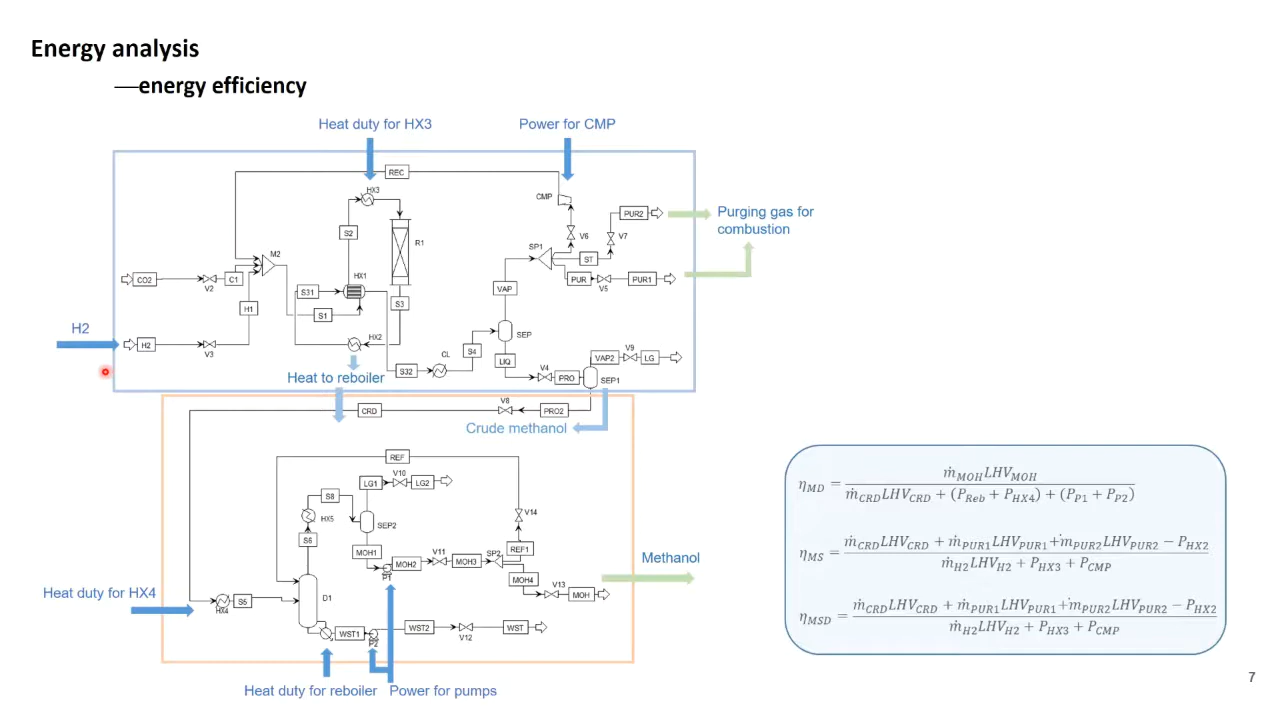 Energy analysis
—energy efficiency
Heat duty for HX3
Power for CMP
REC
HX3
CMP
PUR2
Purging gas for
combustion
S2
R1
V6
V7
SP1
M2
ST
CO2
V2
C1
HX1
PUR
V5
PUR1
S31
VAP
S3
H1
S1
H2
H2
V3
HX2
SEP
CL
S4
V9
VAP2
LG
LIQ
V4
S32
PRO
SEP1
Heat to reboiler
V8
CRD
PRO2
Crude methanol
REF
V10
LG1
LG2
S8
HX5
SEP2
V14
S6
MOH1
V11
SP2
REF1
MOH2
MOH3
P1
Methanol
MOH4
V13
MOH
Heat duty for HX4
HX4
S5
D1
WST1
P2
WST2
V12
WST
Heat duty for reboiler
Power for pumps
η_MD = ṁ_MOH LHV_MOH / ṁ_CRD LHV_CRD + (P_Reb + P_HX4) + (P_P1 + P_P2)
η_MS = ṁ_CRD LHV_CRD + ṁ_PUR1 LHV_PUR1 + ṁ_PUR2 LHV_PUR2 − P_HX2 / ṁ_H2 LHV_H2 + P_HX3 + P_CMP
η_MSD = ṁ_CRD LHV_CRD + ṁ_PUR1 LHV_PUR1 + ṁ_PUR2 LHV_PUR2 − P_HX2 / ṁ_H2 LHV_H2 + P_HX3 + P_CMP
7